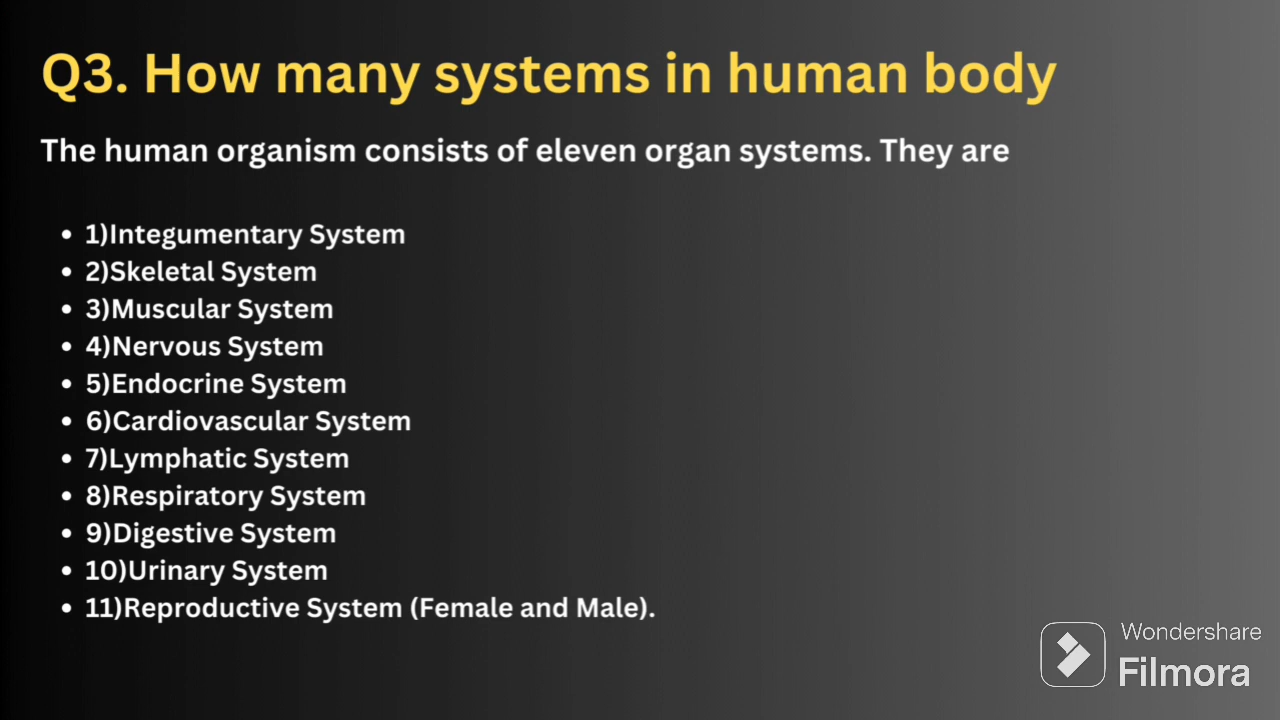 Q3. How many systems in human body
The human organism consists of eleven organ systems. They are
• 1)Integumentary System
• 2)Skeletal System
• 3)Muscular System
• 4)Nervous System
• 5)Endocrine System
• 6)Cardiovascular System
• 7)Lymphatic System
• 8)Respiratory System
• 9)Digestive System
• 10)Urinary System
• 11)Reproductive System (Female and Male).
Wondershare
Filmora